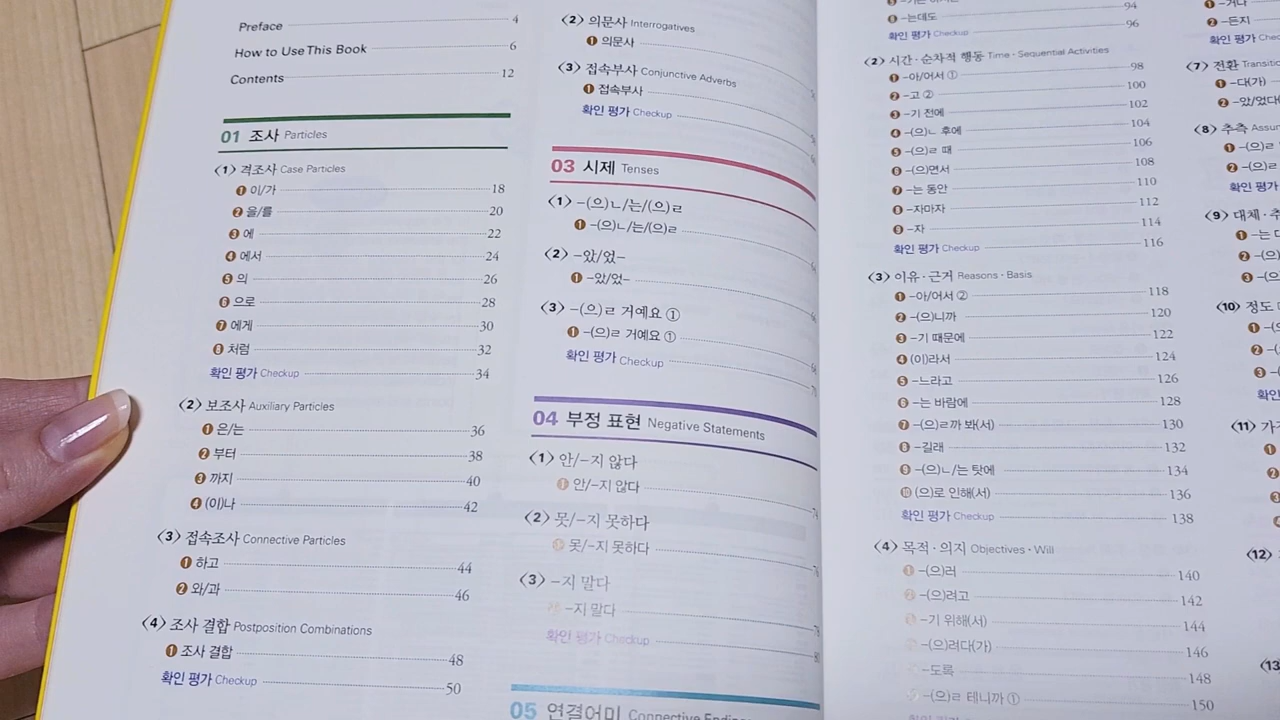 Preface 4
How to Use This Book 6
Contents 12
01 조사 Particles
〈1〉 격조사 Case Particles
❶ 이/가 18
❷ 을/를 20
❸ 에 22
❹ 에서 24
❺ 의 26
❻ 으로 28
❼ 에게 30
❽ 처럼 32
확인 평가 Checkup 34
〈2〉 보조사 Auxiliary Particles
❶ 은/는 36
❷ 부터 38
❸ 까지 40
❹ (이)나 42
〈3〉 접속조사 Connective Particles
❶ 하고 44
❷ 와/과 46
〈4〉 조사 결합 Postposition Combinations
❶ 조사 결합 48
확인 평가 Checkup 50
〈2〉 의문사 Interrogatives
❶ 의문사
〈3〉 접속부사 Conjunctive Adverbs
❶ 접속부사
확인 평가 Checkup
03 시제 Tenses
〈1〉 –(으)ㄴ/는/(으)ㄹ
❶ –(으)ㄴ/는/(으)ㄹ
〈2〉 –았/었–
❶ –았/었–
〈3〉 –(으)ㄹ 거예요 ①
❶ –(으)ㄹ 거예요 ①
확인 평가 Checkup
04 부정 표현 Negative Statements
〈1〉 안/–지 않다
❶ 안/–지 않다
〈2〉 못/–지 못하다
❶ 못/–지 못하다
〈3〉 –지 말다
–지 말다
확인 평가 Checkup
05 연결어미 Connective
94
❽ –는데도 96
확인 평가 Checkup
〈2〉 시간·순차적 행동 Time·Sequential Activities
❶ –아/어서 ① 98
❷ –고 ② 100
❸ –기 전에 102
❹ –(으)ㄴ 후에 104
❺ –(으)ㄹ 때 106
❻ –(으)면서 108
❼ –는 동안 110
❽ –자마자 112
❾ –자 114
확인 평가 Checkup 116
〈3〉 이유·근거 Reasons·Basis
❶ –아/어서 ② 118
❷ –(으)니까 120
❸ –기 때문에 122
❹ (이)라서 124
❺ –느라고 126
❻ –는 바람에 128
❼ –(으)ㄹ까 봐(서) 130
❽ –길래 132
❾ –(으)ㄴ/는 탓에 134
❿ (으)로 인해(서) 136
확인 평가 Checkup 138
〈4〉 목적·의지 Objectives·Will
❶ –(으)러 140
❷ –(으)려고 142
–기 위해(서) 144
–(으)려다(가) 146
–도록 148
–(으)ㄹ 테니까 ① 150
❶ –거나
❷ –든지
확인 평가
〈7〉 전환
❶ –다(가)
❷ –았/었다
〈8〉 추측
❶ –(으)ㄹ
❷ –(으)ㄹ
확인 평가
〈9〉 대체·
❶ –는
❷ –(으)
❸ –(으)
〈10〉 정도
확인
〈11〉
〈12〉
〈13